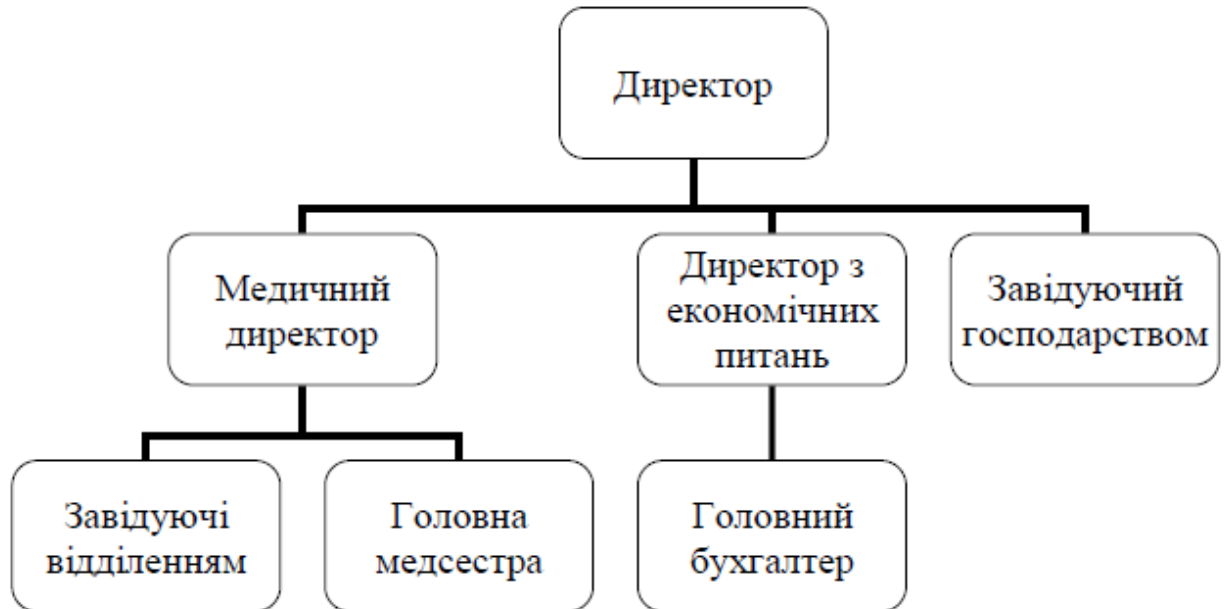 Директор
Медичний
директор
Директор з
економічних
питань
Завідуючий
господарством
Завідуючі
відділенням
Головна
медсестра
Головний
бухгалтер